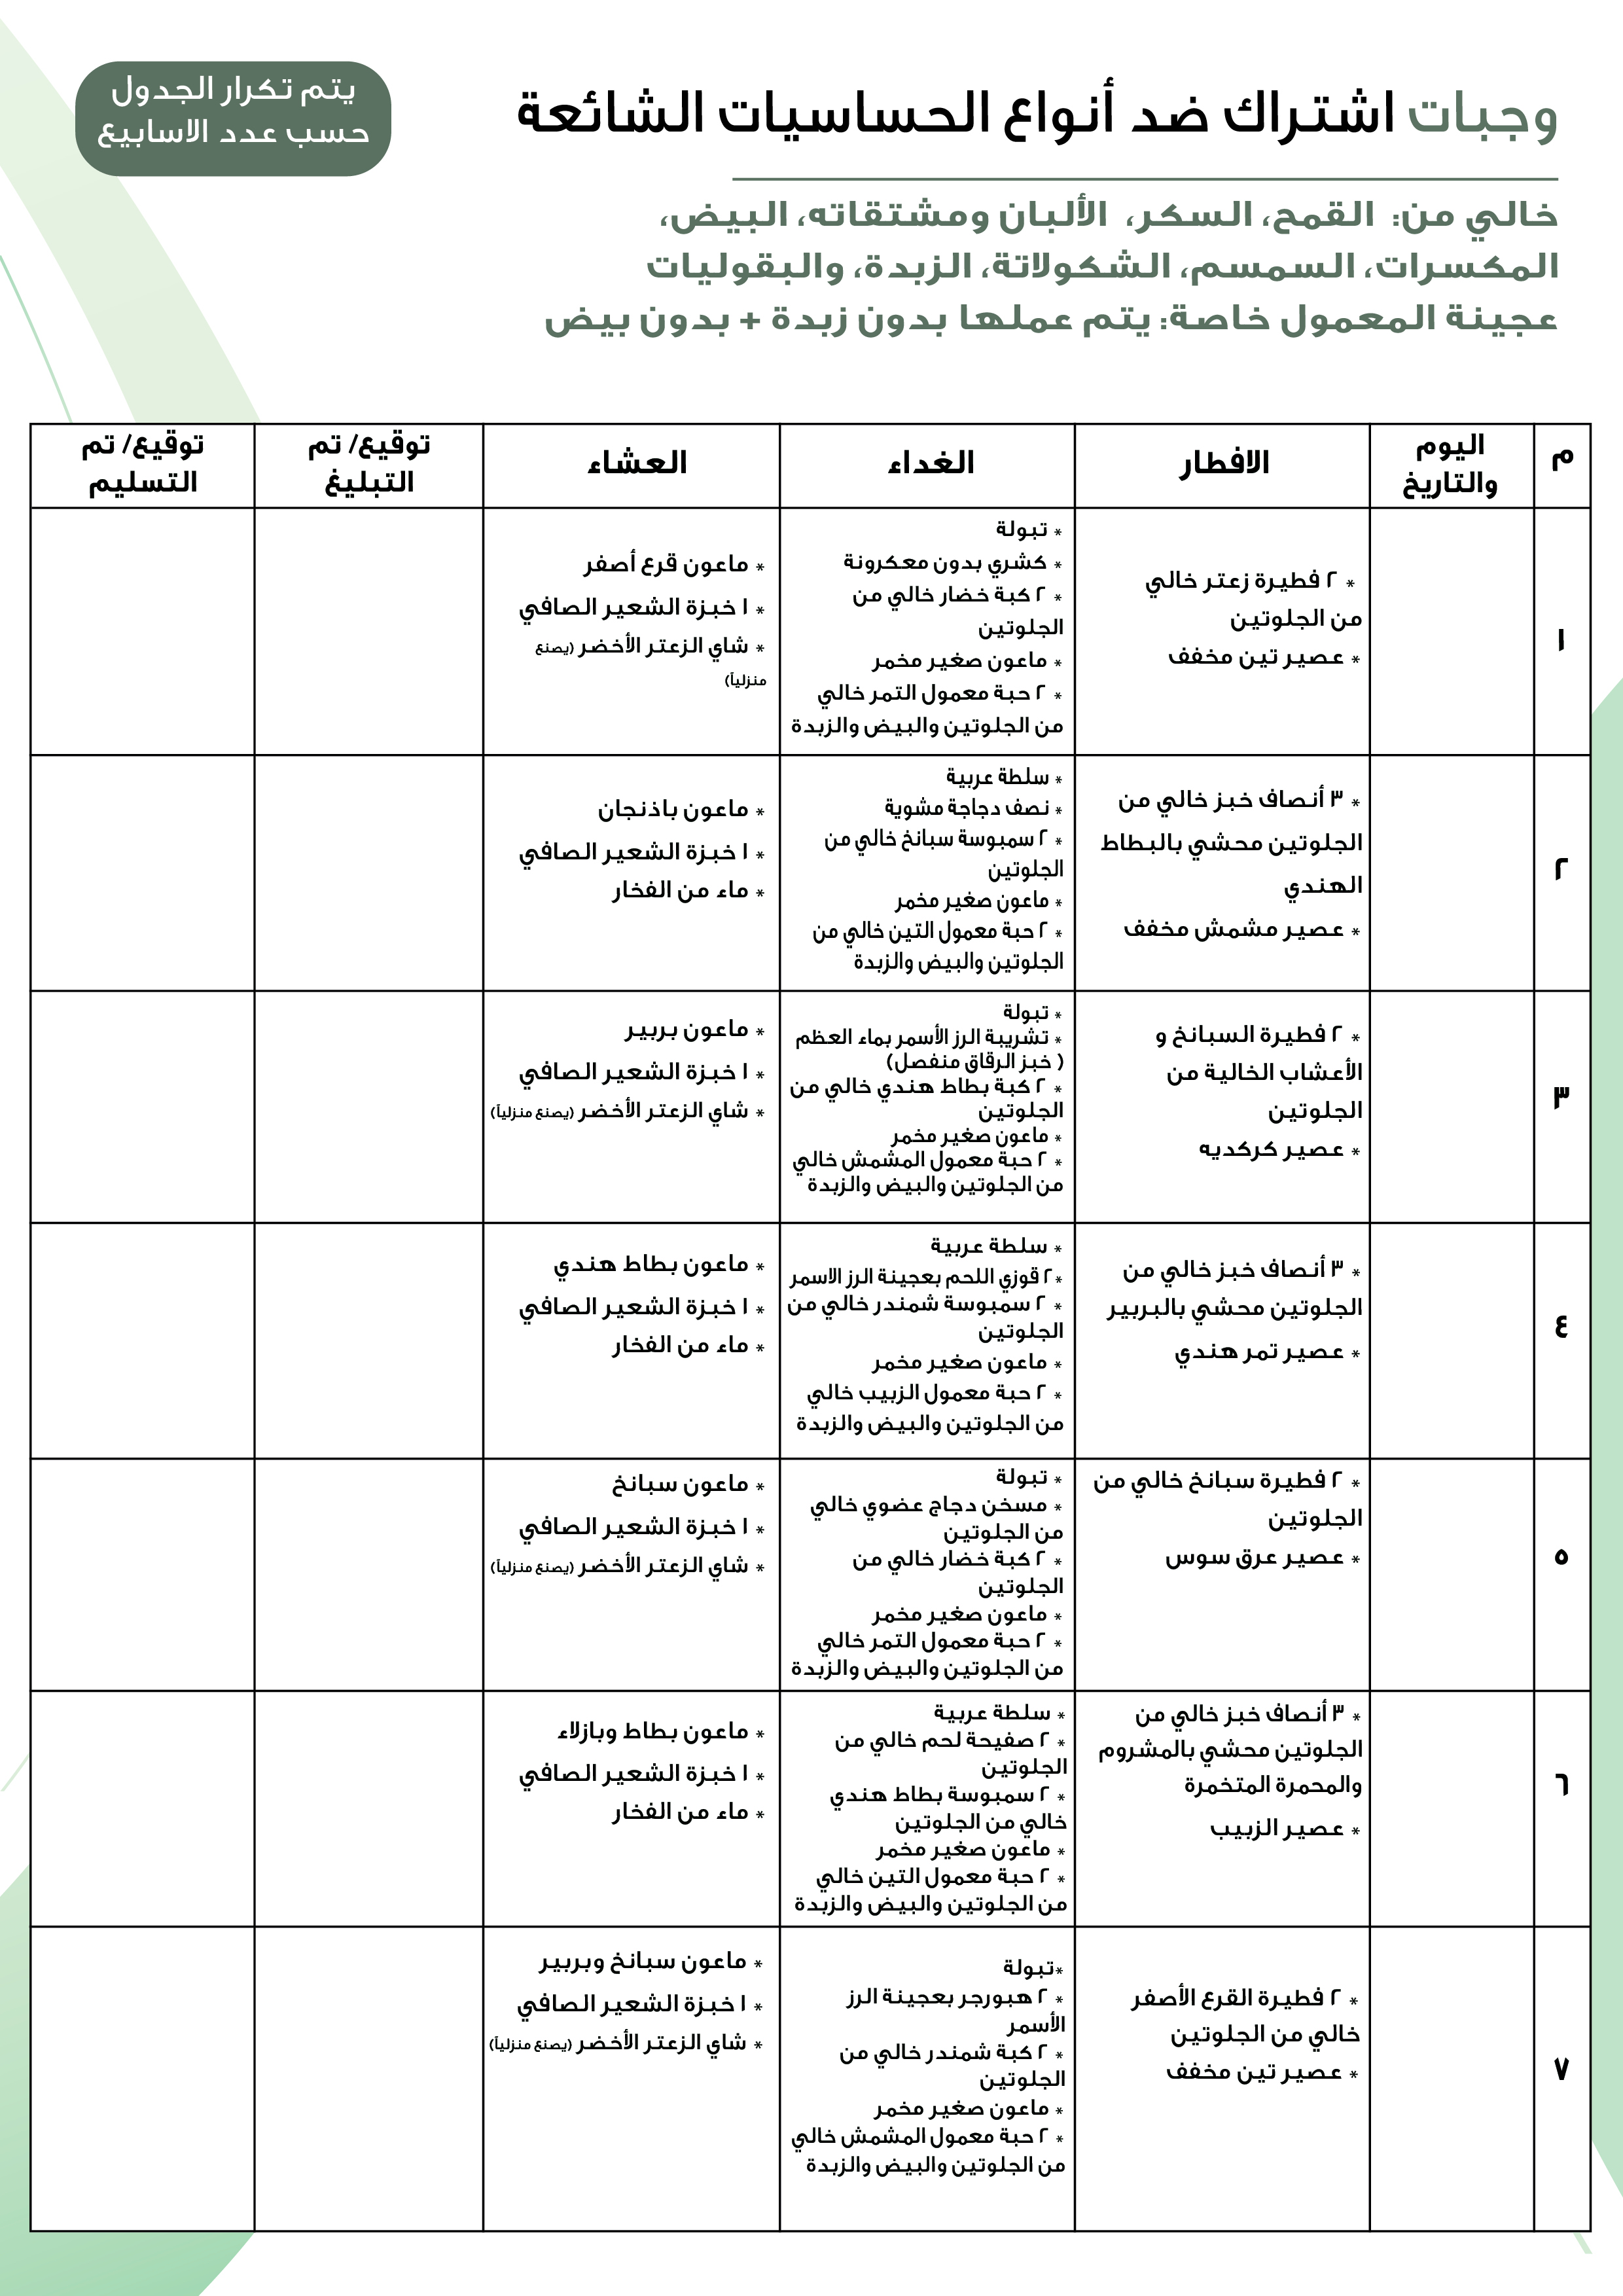 وجبات اشتراك ضد أنواع الحساسيات الشائعة
يتم تكرار الجدول
حسب عدد الاسابيع
خالي من: القمح، السكر، الألبان ومشتقاته، البيض،
المكسرات، السمسم، الشكولاتة، الزبدة، والبقوليات
عجينة المعمول خاصة: يتم عملها بدون زبدة + بدون بيض
م
اليوم
والتاريخ
الافطار
الغداء
العشاء
توقيع/ تم
التبليغ
توقيع/ تم
التسليم
١
* ٢ فطيرة زعتر خالي
من الجلوتين
* عصير تين مخفف
* تبولة
* كشري بدون معكرونة
* ٢ كبة خضار خالي من
الجلوتين
* ماعون صغير مخمر
* ٢ حبة معمول التمر خالي
من الجلوتين والبيض والزبدة
* ماعون قرع أصفر
* ١ خبزة الشعير الصافي
* شاي الزعتر الأخضر (يصنع
منزلياً)
٢
* ٣ أنصاف خبز خالي من
الجلوتين محشي بالبطاط
الهندي
* عصير مشمش مخفف
* سلطة عربية
* نصف دجاجة مشوية
* ٢ سمبوسة سبانخ خالي من
الجلوتين
* ماعون صغير مخمر
* ٢ حبة معمول التين خالي من
الجلوتين والبيض والزبدة
* ماعون باذنجان
* ١ خبزة الشعير الصافي
* ماء من الفخار
٣
* ٢ فطيرة السبانخ و
الأعشاب الخالية من
الجلوتين
* عصير كركديه
* تبولة
* تشريبة الرز الأسمر بماء العظم
( خبز الرقاق منفصل)
* ٢ كبة بطاط هندي خالي من
الجلوتين
* ماعون صغير مخمر
* ٢ حبة معمول المشمش خالي
من الجلوتين والبيض والزبدة
* ماعون بربير
* ١ خبزة الشعير الصافي
* شاي الزعتر الأخضر (يصنع منزلياً)
٤
* ٣ أنصاف خبز خالي من
الجلوتين محشي بالبربير
* عصير تمر هندي
* سلطة عربية
*٢ قوزي اللحم بعجينة الرز الاسمر
* ٢ سمبوسة شمندر خالي من
الجلوتين
* ماعون صغير مخمر
* ٢ حبة معمول الزبيب خالي
من الجلوتين والبيض والزبدة
* ماعون بطاط هندي
* ١ خبزة الشعير الصافي
* ماء من الفخار
٥
* ٢ فطيرة سبانخ خالي من
الجلوتين
* عصير عرق سوس
* تبولة
* مسخن دجاج عضوي خالي
من الجلوتين
* ٢ كبة خضار خالي من
الجلوتين
* ماعون صغير مخمر
* ٢ حبة معمول التمر خالي
من الجلوتين والبيض والزبدة
* ماعون سبانخ
* ١ خبزة الشعير الصافي
* شاي الزعتر الأخضر (يصنع منزلياً)
٦
* ٣ أنصاف خبز خالي من
الجلوتين محشي بالمشروم
والمحمرة المتخمرة
* عصير الزبيب
* سلطة عربية
* ٢ صفيحة لحم خالي من
الجلوتين
* ٢ سمبوسة بطاط هندي
خالي من الجلوتين
* ماعون صغير مخمر
* ٢ حبة معمول التين خالي
من الجلوتين والبيض والزبدة
* ماعون بطاط وبازلاء
* ١ خبزة الشعير الصافي
* ماء من الفخار
٧
* ٢ فطيرة القرع الأصفر
خالي من الجلوتين
* عصير تين مخفف
*تبولة
* ٢ هبورجر بعجينة الرز
الأسمر
* ٢ كبة شمندر خالي من
الجلوتين
* ماعون صغير مخمر
* ٢ حبة معمول المشمش خالي
من الجلوتين والبيض والزبدة
* ماعون سبانخ وبربير
* ١ خبزة الشعير الصافي
* شاي الزعتر الأخضر (يصنع منزلياً)